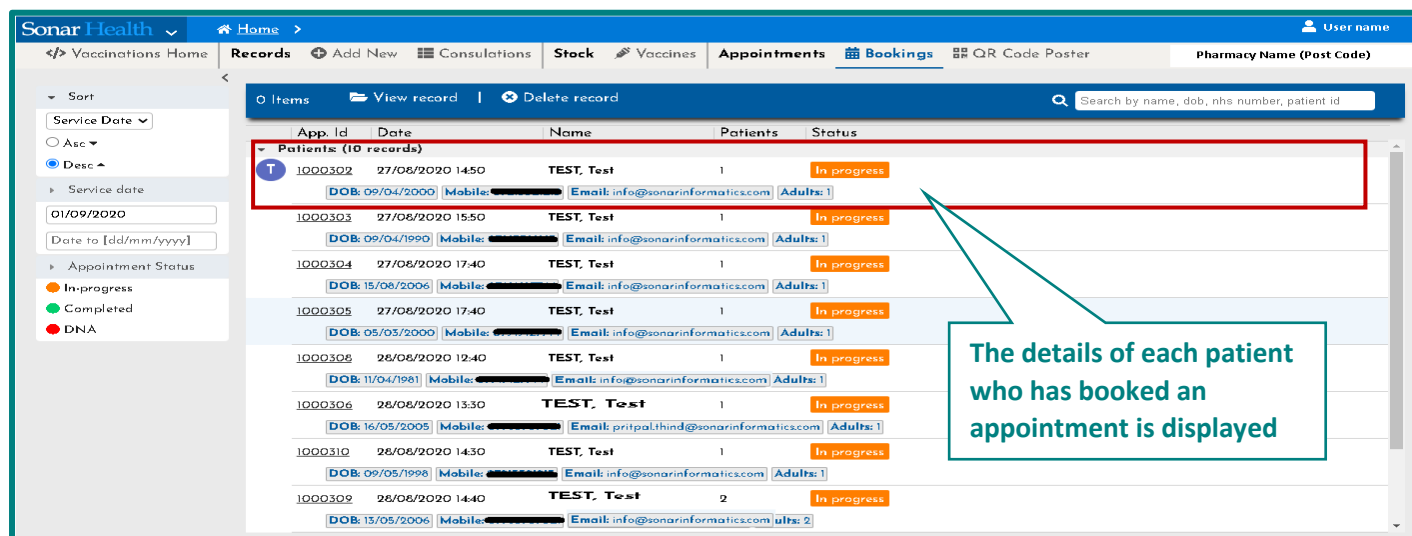 Sonar Health Home > User name
</> Vaccinations Home Records Add New Consulations Stock Vaccines Appointments Bookings QR Code Poster Pharmacy Name (Post Code)
<
Sort
Service Date
Asc
Desc
Service date
01/09/2020
Date to [dd/mm/yyyy]
Appointment Status
In-progress
Completed
DNA
0 Items View record | Delete record Search by name, dob, nhs number, patient id
App. Id Date Name Patients Status
Patients: (10 records)
T 1000302 27/08/2020 14:50 TEST, Test 1 In progress
DOB: 09/04/2000 Mobile: Email: info@sonarinformatics.com Adults: 1
1000303 27/08/2020 15:50 TEST, Test 1 In progress
DOB: 09/04/1990 Mobile: Email: info@sonarinformatics.com Adults: 1
1000304 27/08/2020 17:40 TEST, Test 1 In progress
DOB: 15/08/2006 Mobile: Email: info@sonarinformatics.com Adults: 1
1000305 27/08/2020 17:40 TEST, Test 1 In progress
DOB: 05/03/2000 Mobile: Email: info@sonarinformatics.com Adults: 1
1000308 28/08/2020 12:40 TEST, Test 1 In progress
DOB: 11/04/1981 Mobile: Email: info@sonarinformatics.com Adults: 1
1000306 28/08/2020 13:30 TEST, Test 1 In progress
DOB: 16/05/2005 Mobile: Email: pritpal.thind@sonarinformatics.com Adults: 1
1000310 28/08/2020 14:30 TEST, Test 1 In progress
DOB: 09/05/1998 Mobile: Email: info@sonarinformatics.com Adults: 1
1000309 28/08/2020 14:40 TEST, Test 2 In progress
DOB: 13/05/2006 Mobile: Email: info@sonarinformatics.com ults: 2
The details of each patient
who has booked an
appointment is displayed